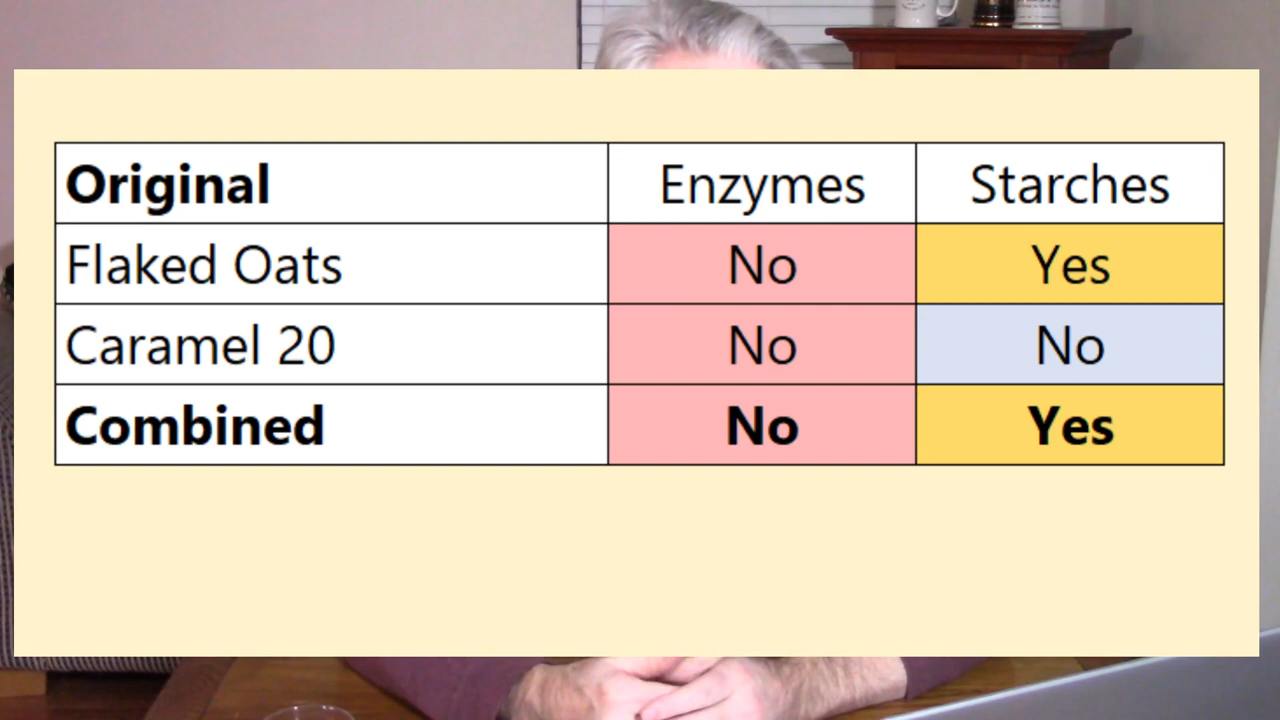 Original Enzymes Starches
Flaked Oats No Yes
Caramel 20 No No
Combined No Yes